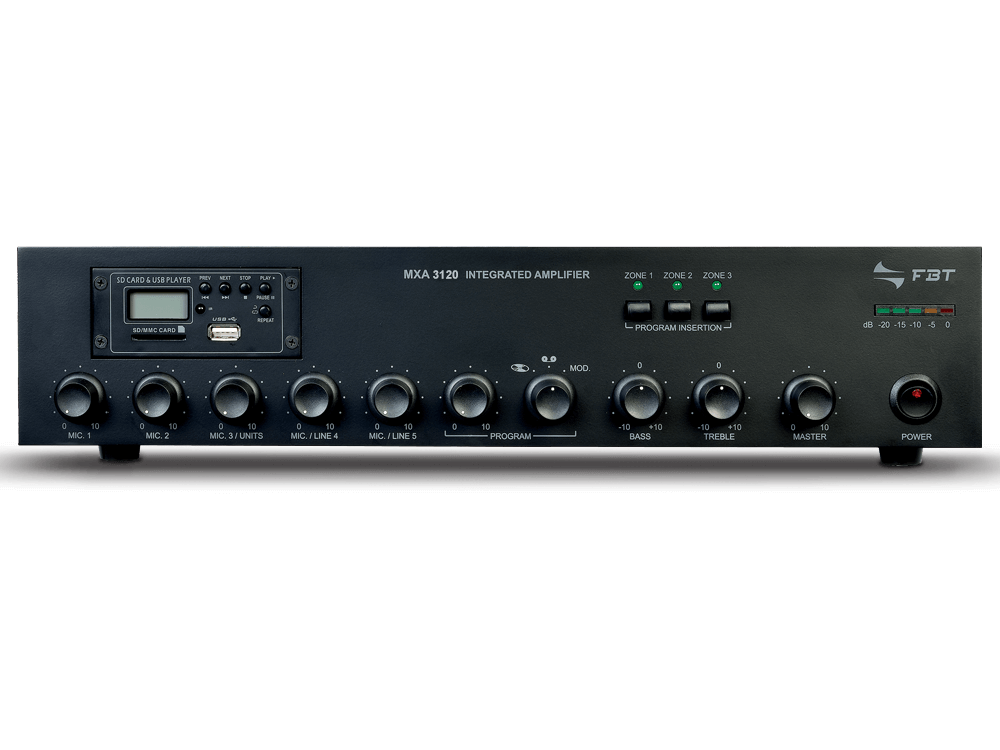 SD CARD & USB PLAYER
PREV NEXT STOP PLAY
PAUSE
USB
REPEAT
SD/MMC CARD
MXA 3120 INTEGRATED AMPLIFIER
ZONE 1 ZONE 2 ZONE 3
PROGRAM INSERTION
FBT
dB -20 -15 -10 -5 0
MOD.
0 0
0 10 0 10 0 10 0 10 0 10 0 10 -10 +10 -10 +10 0 10
MIC. 1 MIC. 2 MIC. 3 / UNITS MIC. / LINE 4 MIC. / LINE 5 PROGRAM BASS TREBLE MASTER POWER